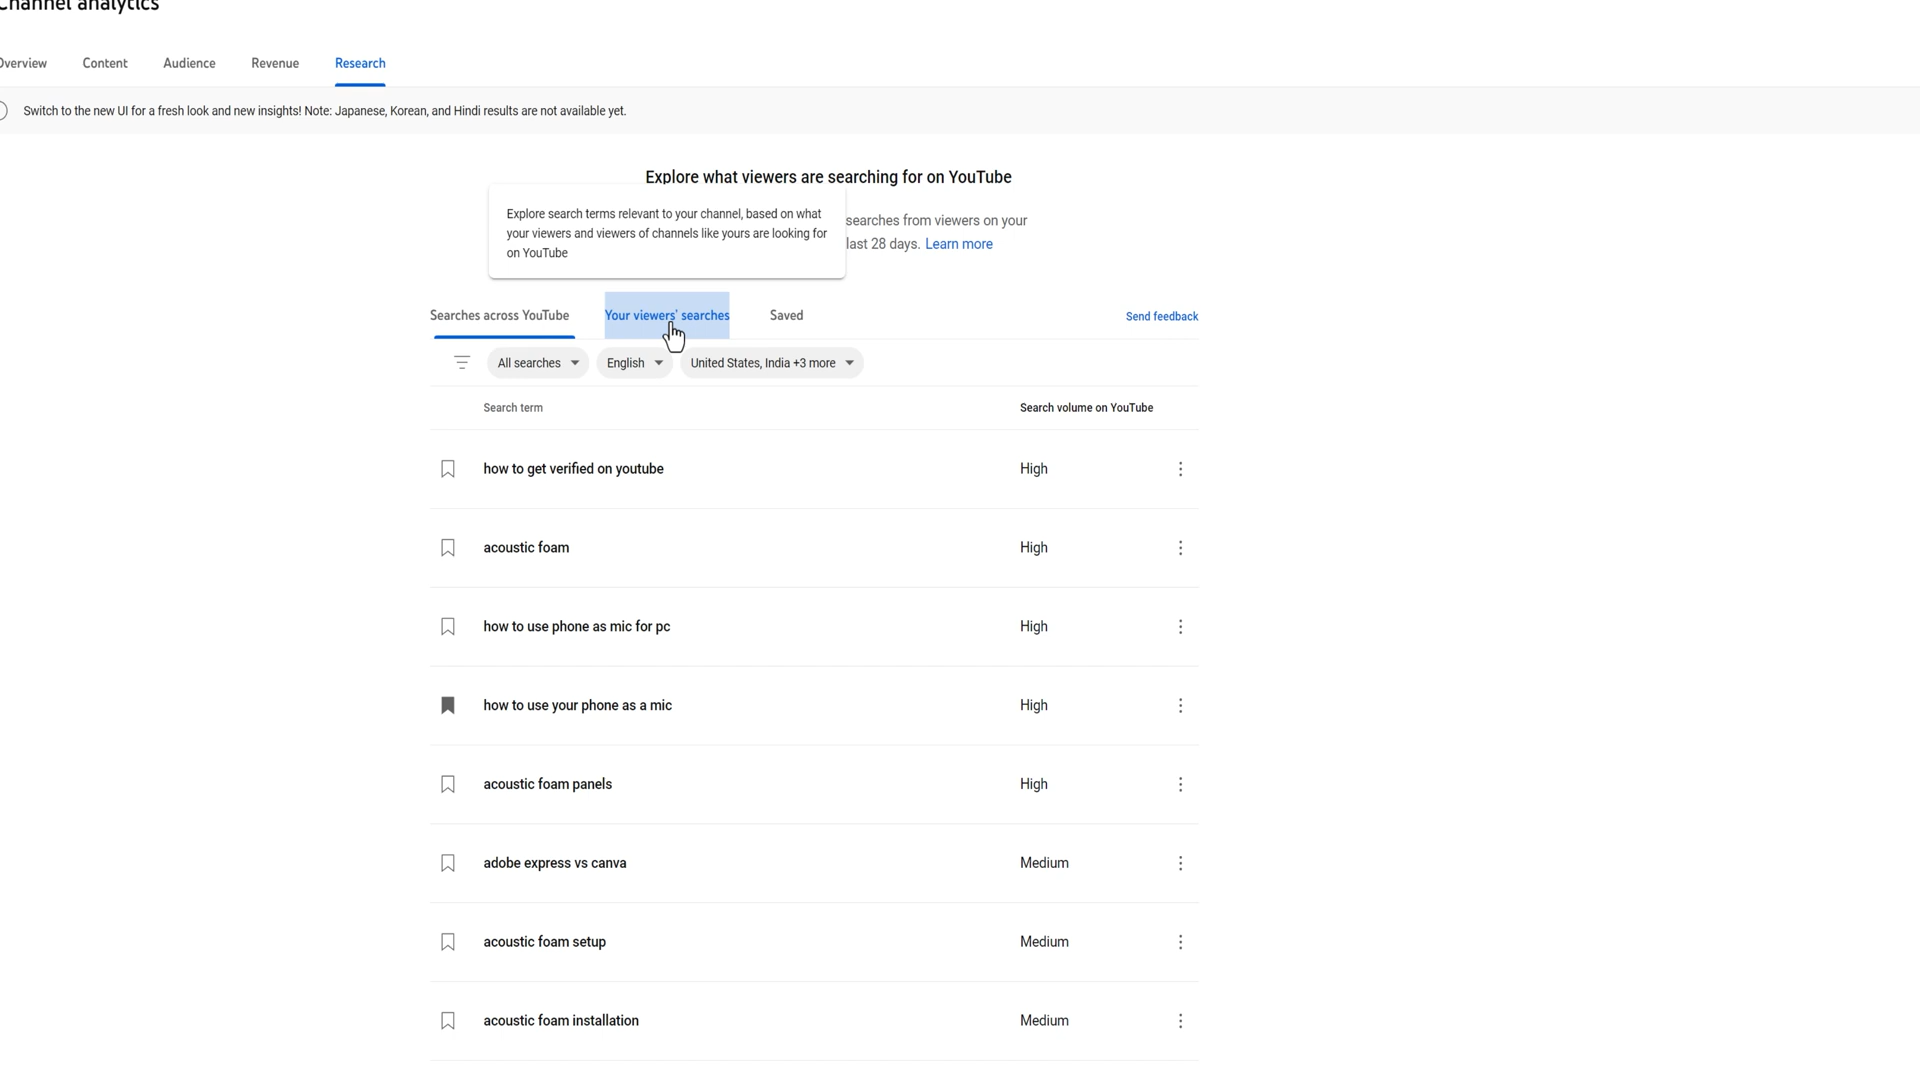 Channel analytics
Overview Content Audience Revenue Research
Switch to the new UI for a fresh look and new insights! Note: Japanese, Korean, and Hindi results are not available yet.
Explore what viewers are searching for on YouTube
Explore search terms relevant to your channel, based on what
your viewers and viewers of channels like yours are looking for
on YouTube
searches from viewers on your
last 28 days. Learn more
Searches across YouTube Your viewers' searches Saved Send feedback
All searches English United States, India +3 more
Search term Search volume on YouTube
how to get verified on youtube High
acoustic foam High
how to use phone as mic for pc High
how to use your phone as a mic High
acoustic foam panels High
adobe express vs canva Medium
acoustic foam setup Medium
acoustic foam installation Medium